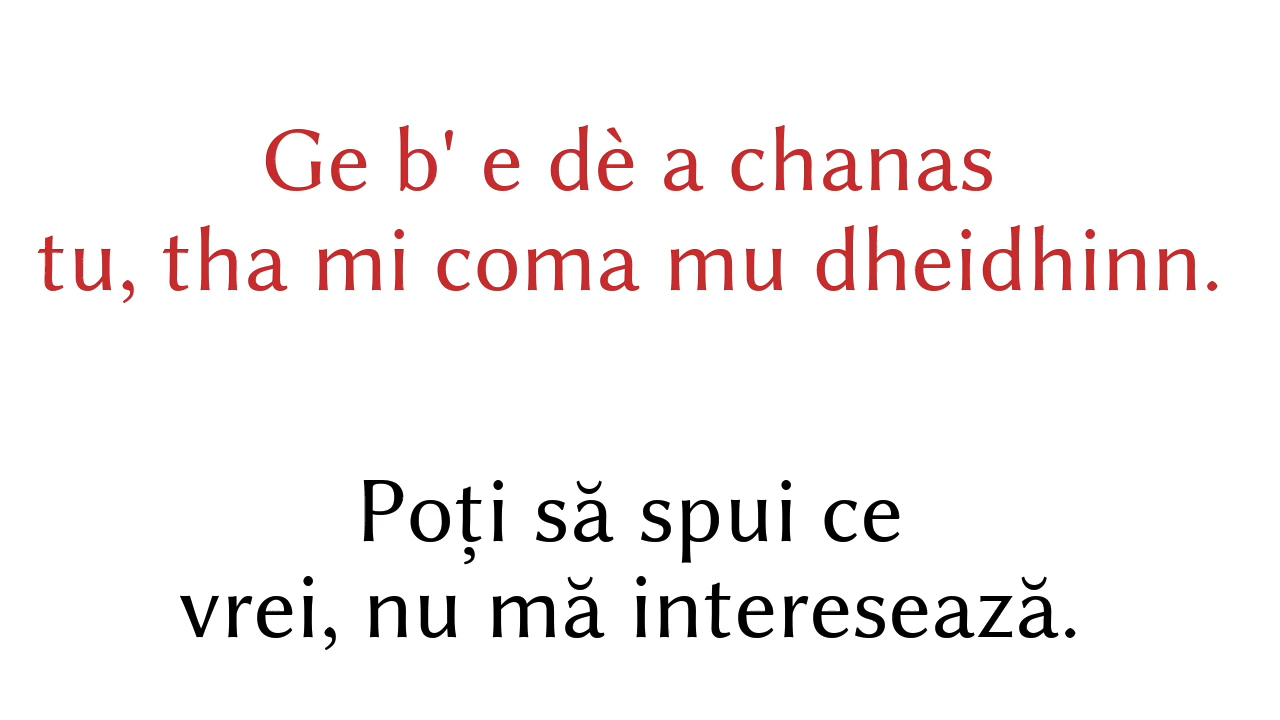 Ge b' e dè a chanas
tu, tha mi coma mu dheidhinn.
Poți să spui ce
vrei, nu mă interesează.